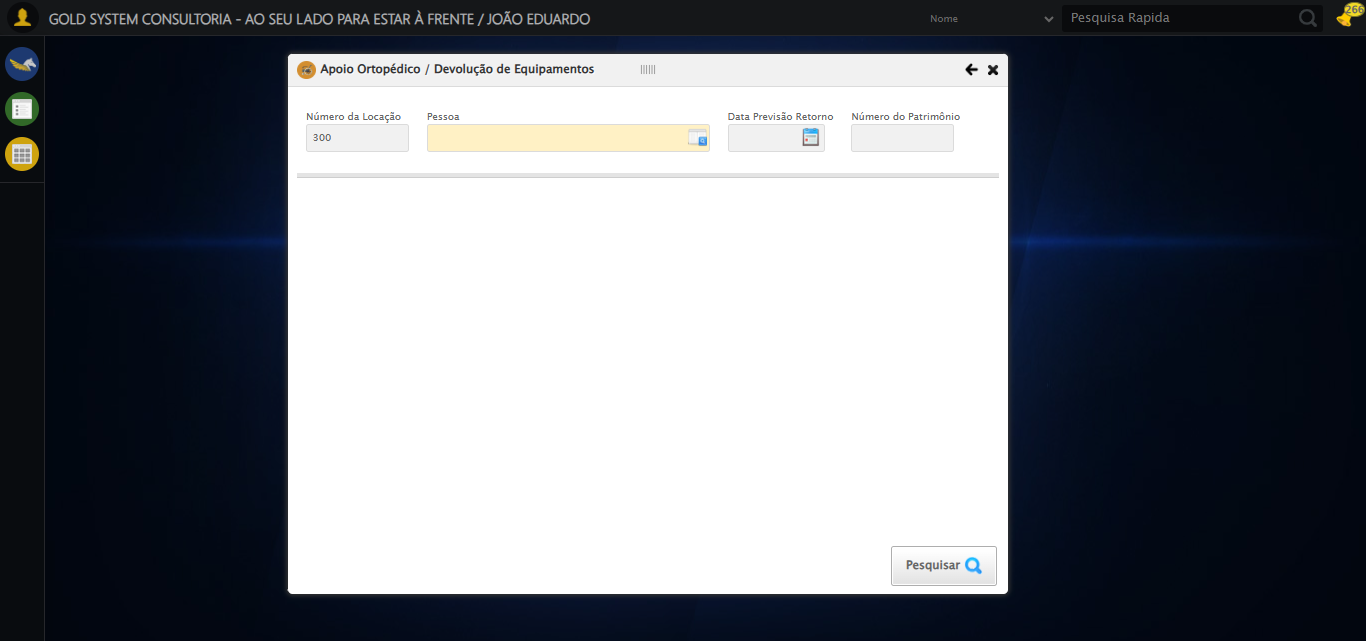 GOLD SYSTEM CONSULTORIA - AO SEU LADO PARA ESTAR À FRENTE / JOÃO EDUARDO
Nome
Pesquisa Rapida
266
Apoio Ortopédico / Devolução de Equipamentos
Número da Locação
Pessoa
Data Previsão Retorno
Número do Patrimônio
300
Pesquisar